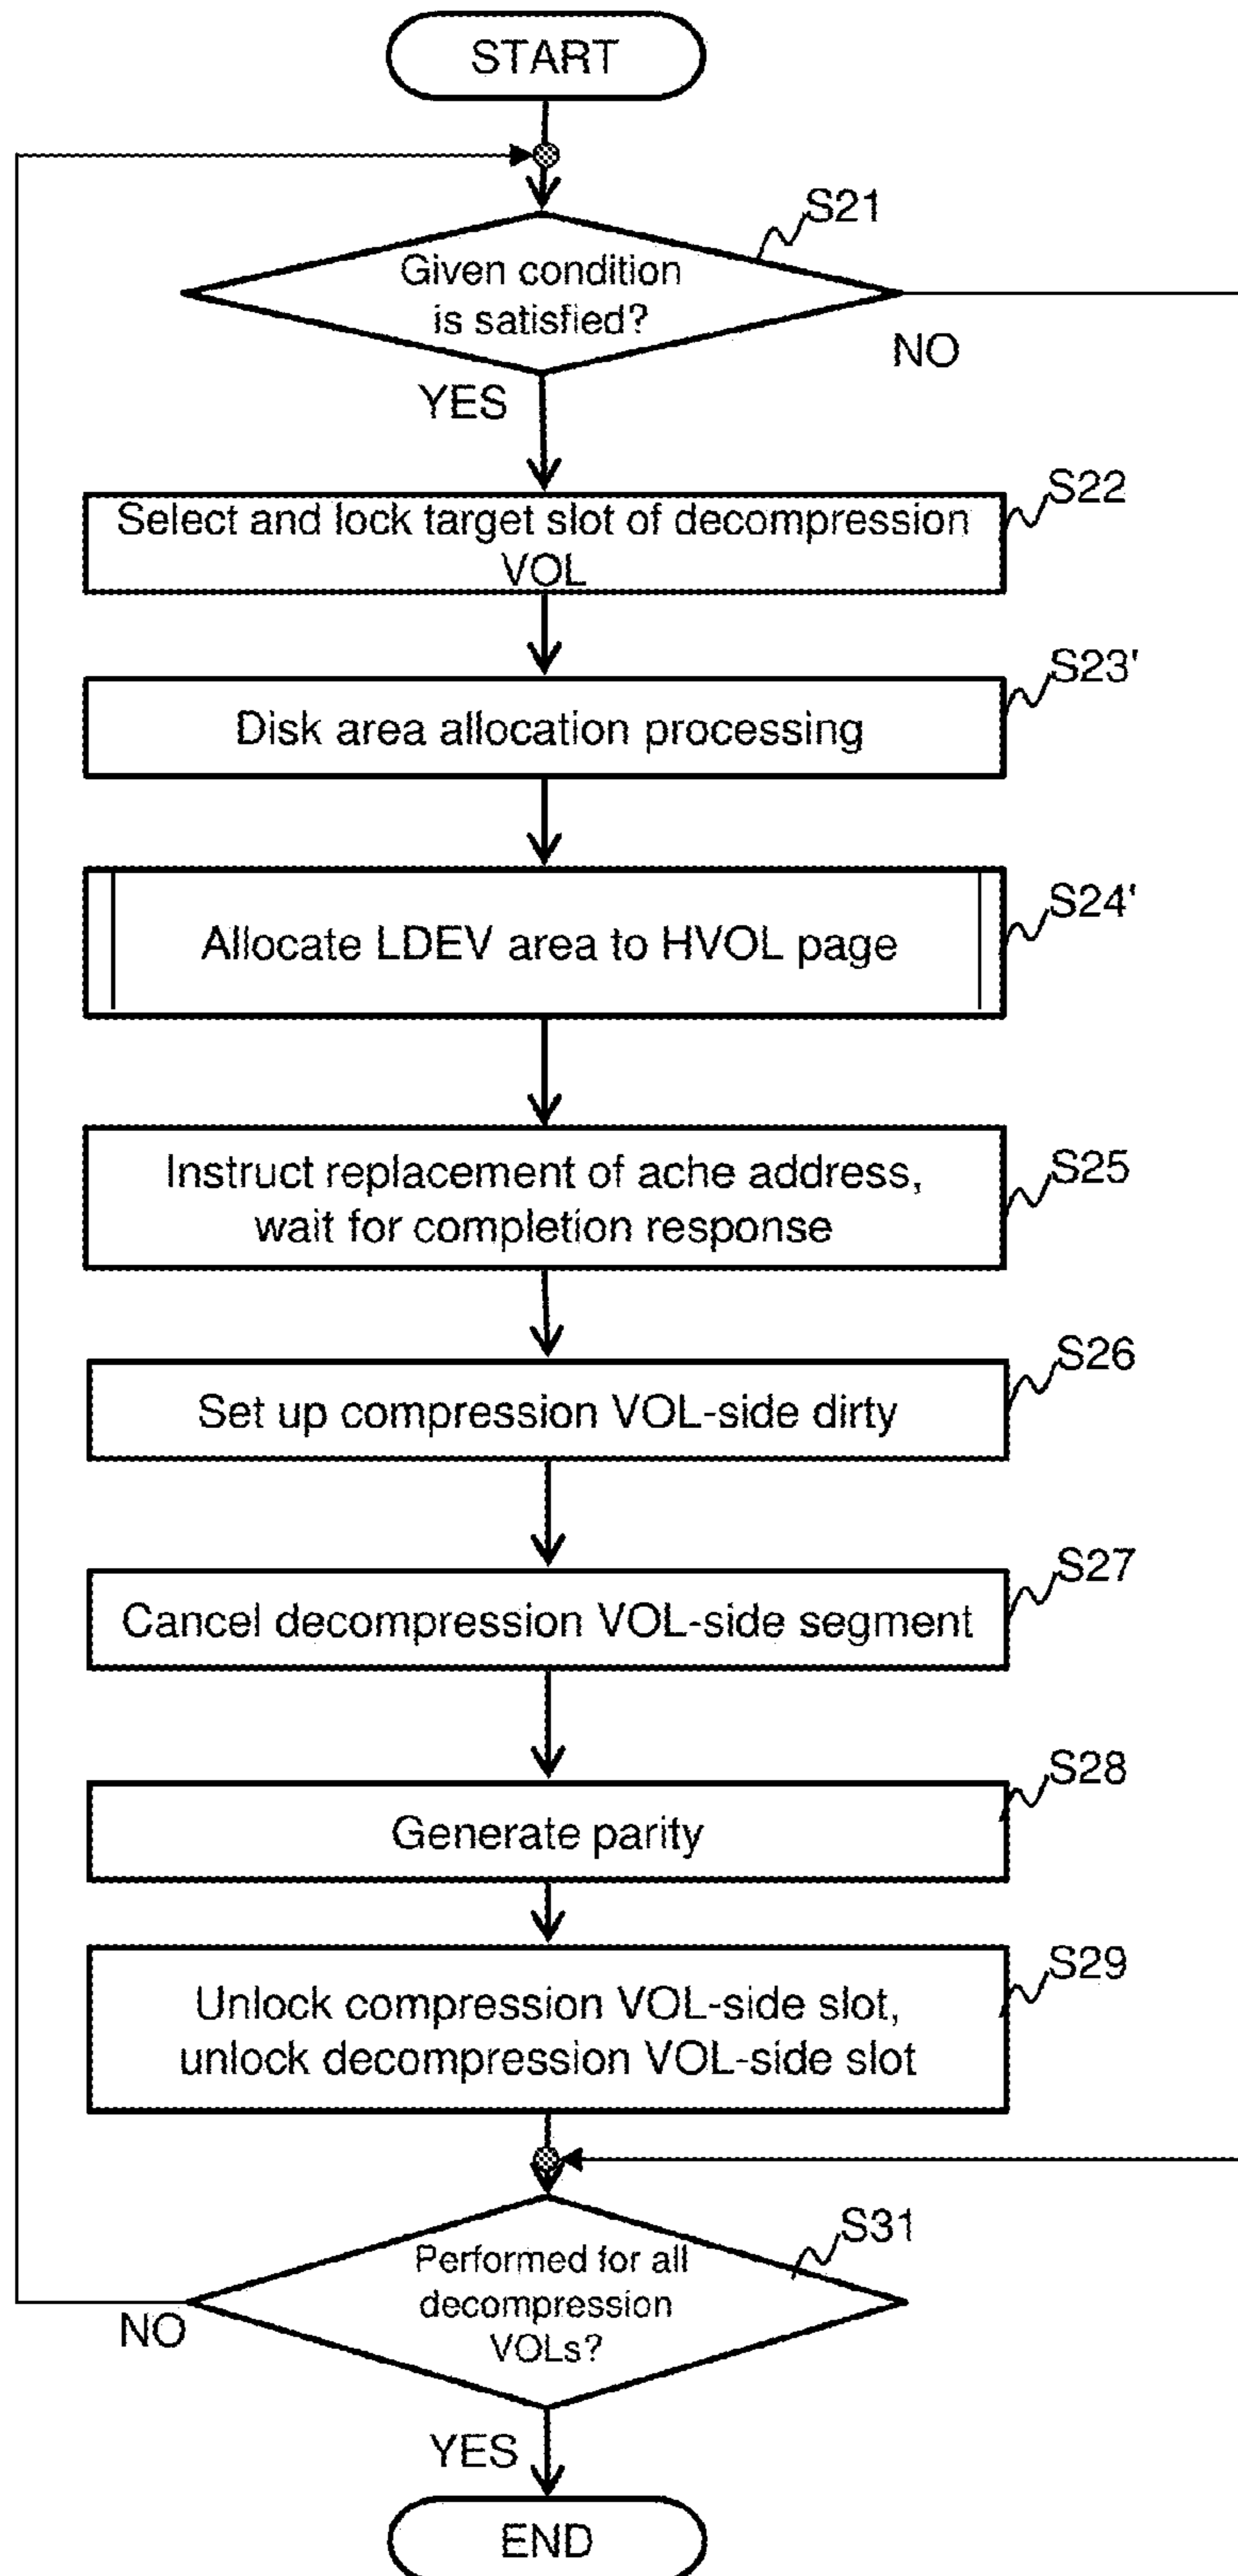 START
S21
Given condition
is satisfied?
NO
YES
S22
Select and lock target slot of decompression
VOL
S23'
Disk area allocation processing
S24'
Allocate LDEV area to HVOL page
S25
Instruct replacement of ache address,
wait for completion response
S26
Set up compression VOL-side dirty
S27
Cancel decompression VOL-side segment
S28
Generate parity
S29
Unlock compression VOL-side slot,
unlock decompression VOL-side slot
S31
Performed for all
decompression
VOLs?
NO
YES
END